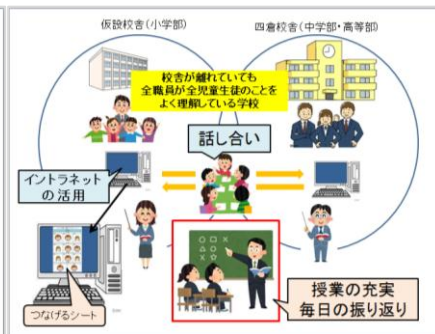 仮設校舎(小学部)
四倉校舎(中学部・高等部)
校舎が離れていても
全職員が全児童生徒のことを
よく理解している学校
話し合い
イントラネット
の活用
つなげるシート
授業の充実
毎日の振り返り